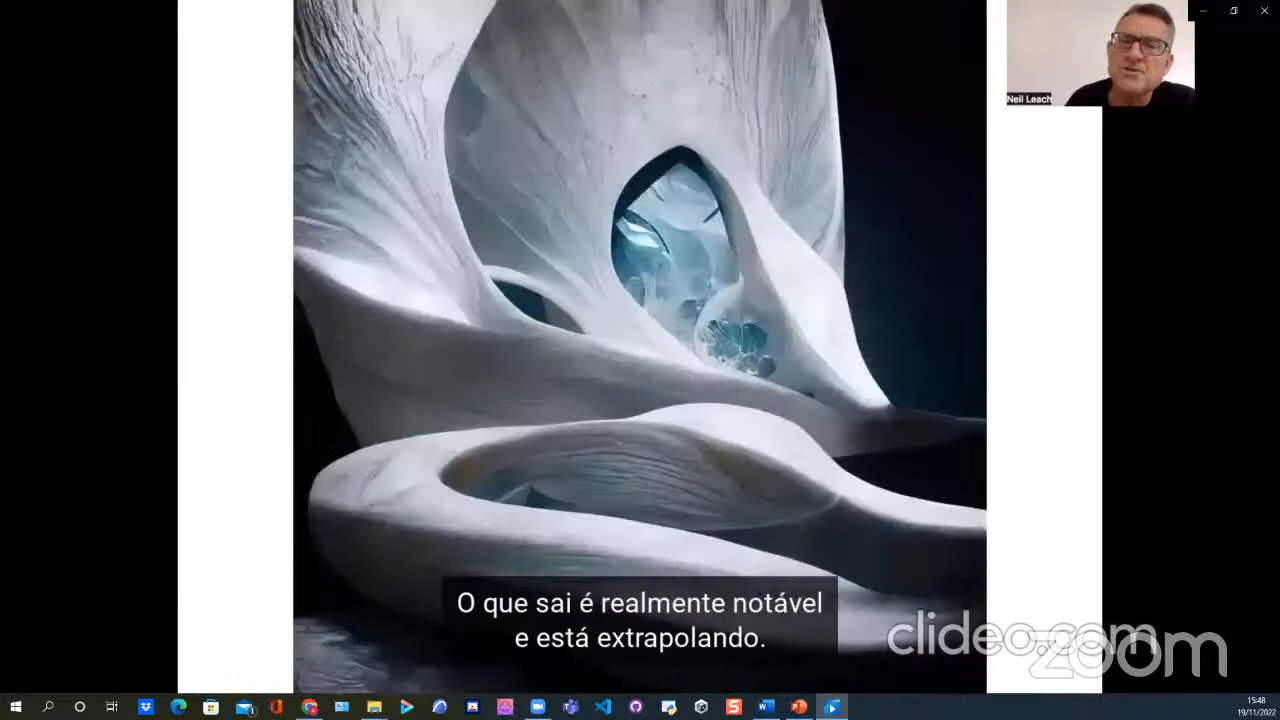 Neil Leach
O que sai é realmente notável
e está extrapolando.
clideo.com
zoom
15:48
19/11/2022